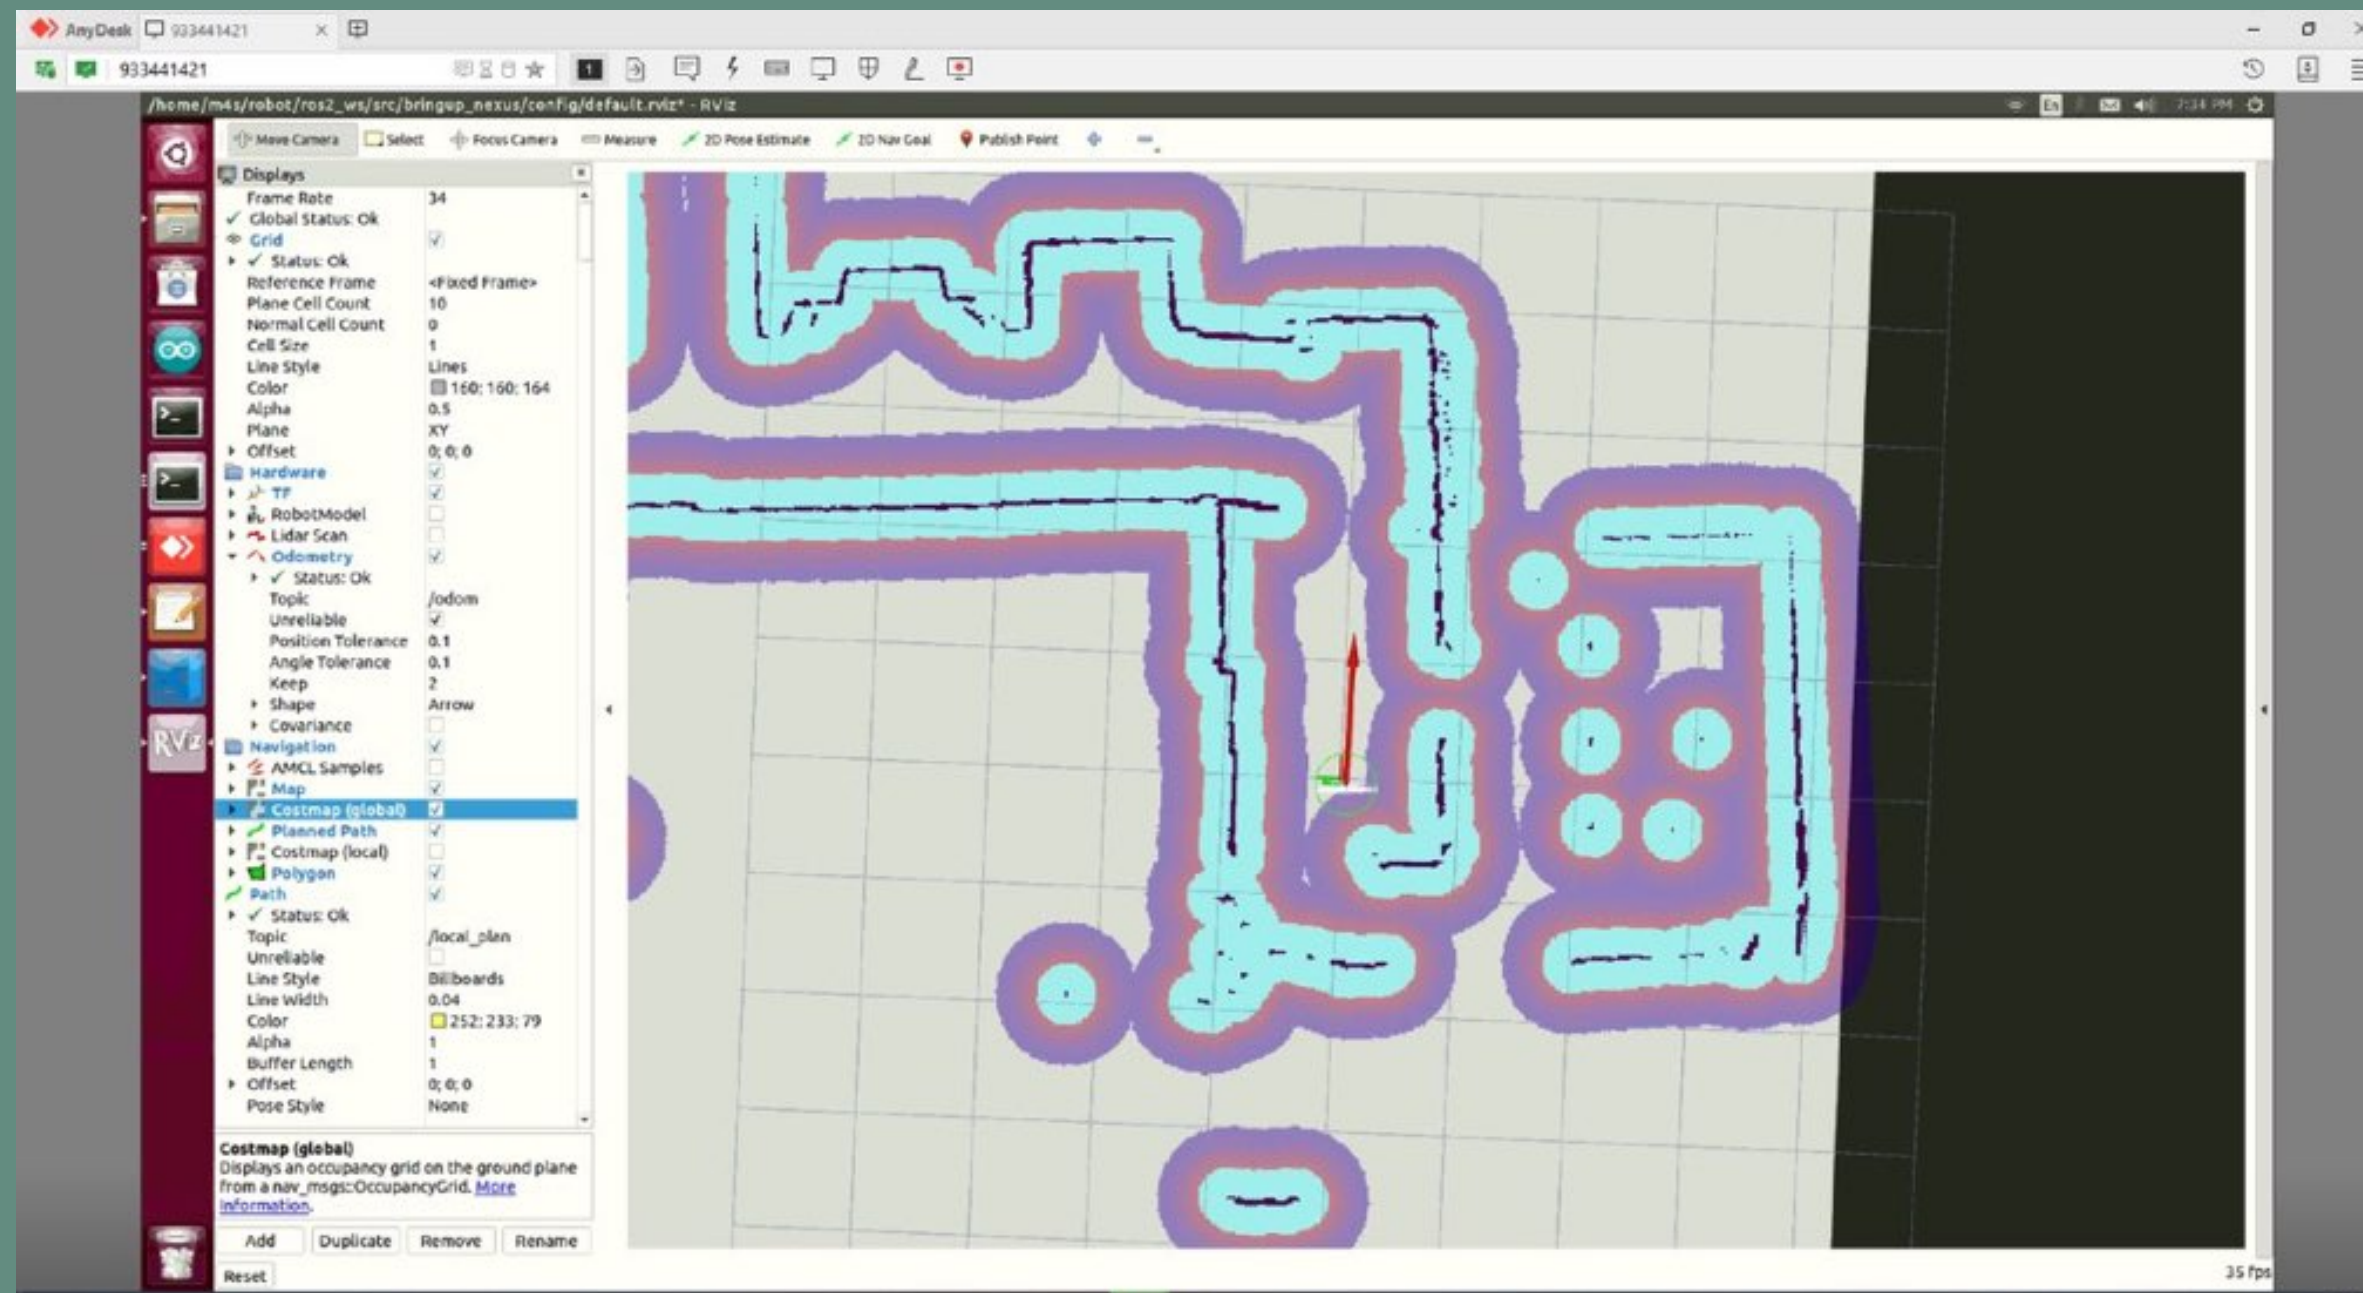 AnyDesk 933441421
933441421
1
/home/m4s/robot/ros2_ws/src/bringup_nexus/config/default.rviz* - RViz
En 7:34 PM
Move Camera Select Focus Camera Measure 2D Pose Estimate 2D Nav Goal Publish Point
Displays
Frame Rate 34
Global Status: Ok
Grid
Status: Ok
Reference Frame <Fixed Frame>
Plane Cell Count 10
Normal Cell Count 0
Cell Size 1
Line Style Lines
Color 160; 160; 164
Alpha 0.5
Plane XY
Offset 0; 0; 0
Hardware
TF
RobotModel
Lidar Scan
Odometry
Status: Ok
Topic /odom
Unreliable
Position Tolerance 0.1
Angle Tolerance 0.1
Keep 2
Shape Arrow
Covariance
Navigation
AMCL Samples
Map
Costmap (global)
Planned Path
Costmap (local)
Polygon
Path
Status: Ok
Topic /local_plan
Unreliable
Line Style Billboards
Line Width 0.04
Color 252; 233; 79
Alpha 1
Buffer Length 1
Offset 0; 0; 0
Pose Style None
RViz
Costmap (global)
Displays an occupancy grid on the ground plane
from a nav_msgs::OccupancyGrid. More
Information.
Add Duplicate Remove Rename
Reset
35 fps